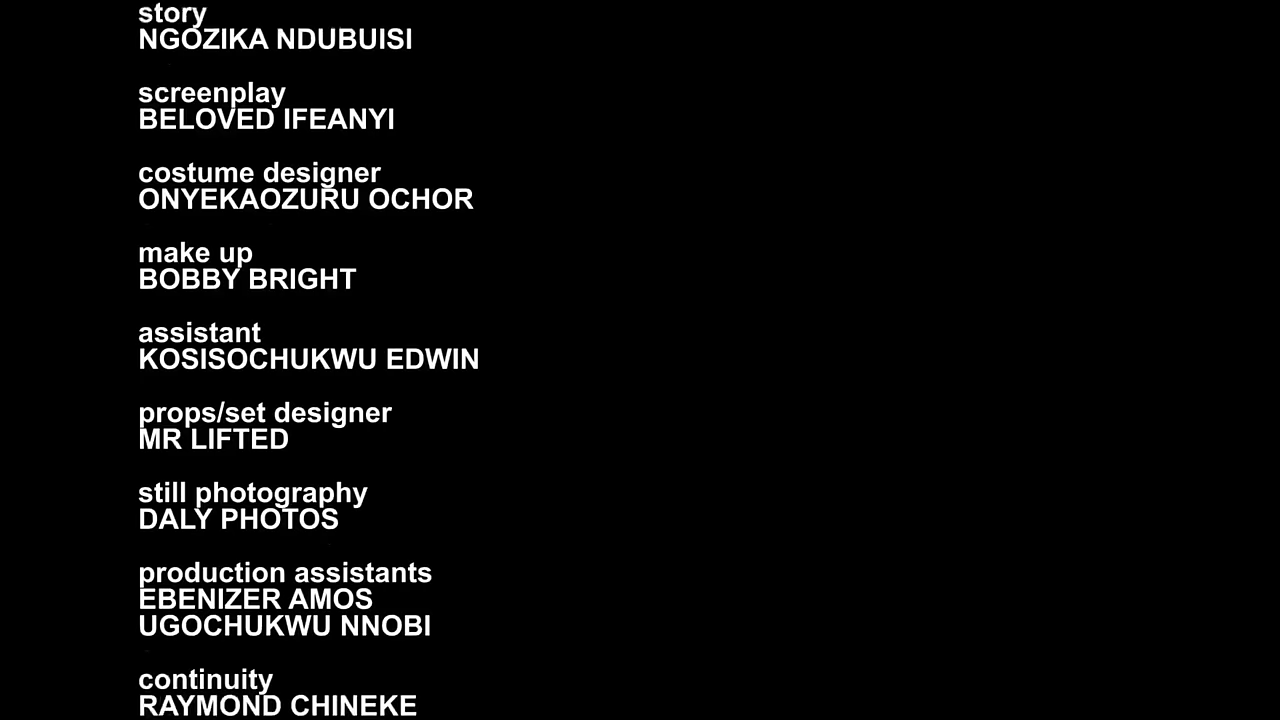 story
NGOZIKA NDUBUISI
screenplay
BELOVED IFEANYI
costume designer
ONYEKAOZURU OCHOR
make up
BOBBY BRIGHT
assistant
KOSISOCHUKWU EDWIN
props/set designer
MR LIFTED
still photography
DALY PHOTOS
production assistants
EBENIZER AMOS
UGOCHUKWU NNOBI
continuity
RAYMOND CHINEKE